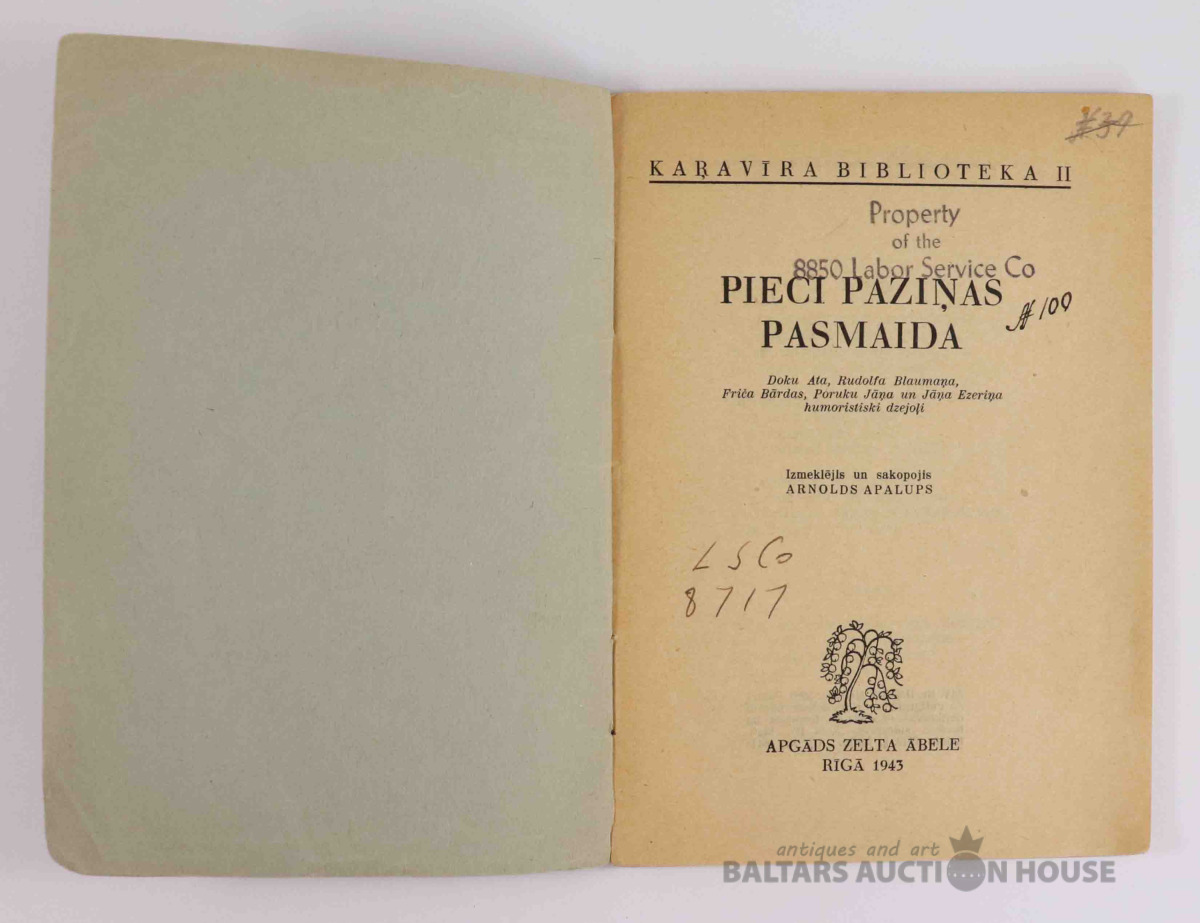 # 39
KAŖAVĪRA BIBLIOTEKA II
Property
of the
8850 Labor Service Co
PIECI PAZIŅAS
# 100
PASMAIDA
Doku Ata, Rudolfa Blaumaņa,
Friča Bārdas, Poruku Jāņa un Jāņa Ezeriņa
humoristiski dzejoļi
Izmeklējis un sakopojis
ARNOLDS APALUPS
L S Co
8717
APGĀDS ZELTA ĀBELE
RĪGĀ 1943
antiques and art
BALTARS AUCTION HOUSE